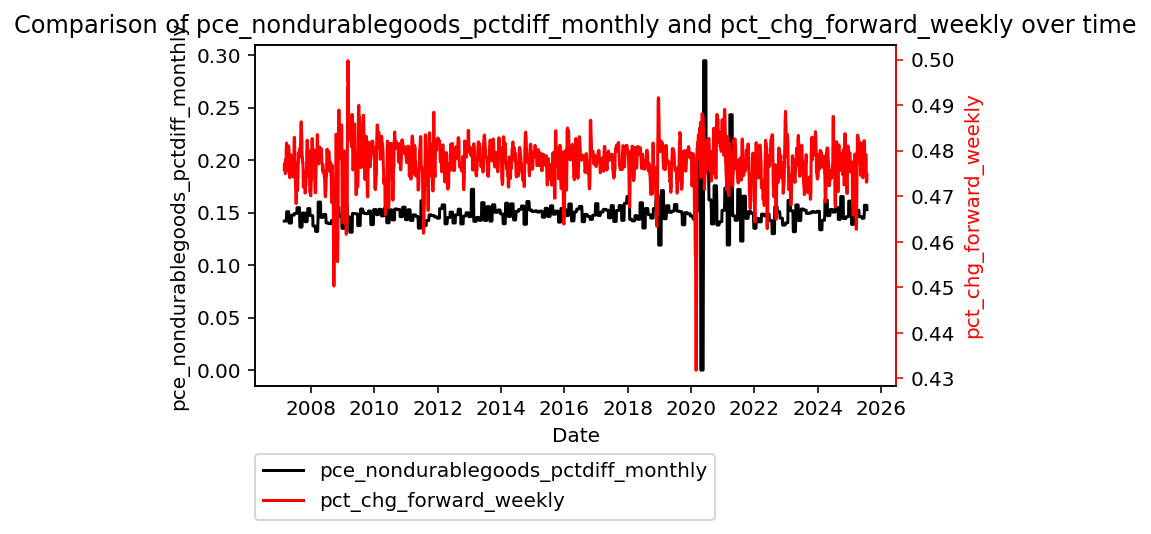 Comparison of pce_nondurablegoods_pctdiff_monthly and pct_chg_forward_weekly over time
pce_nondurablegoods_pctdiff_monthly
0.30
0.25
0.20
0.15
0.10
0.05
0.00
0.50
0.49
0.48
0.47
0.46
0.45
0.44
0.43
pct_chg_forward_weekly
2008 2010 2012 2014 2016 2018 2020 2022 2024 2026
Date
pce_nondurablegoods_pctdiff_monthly
pct_chg_forward_weekly